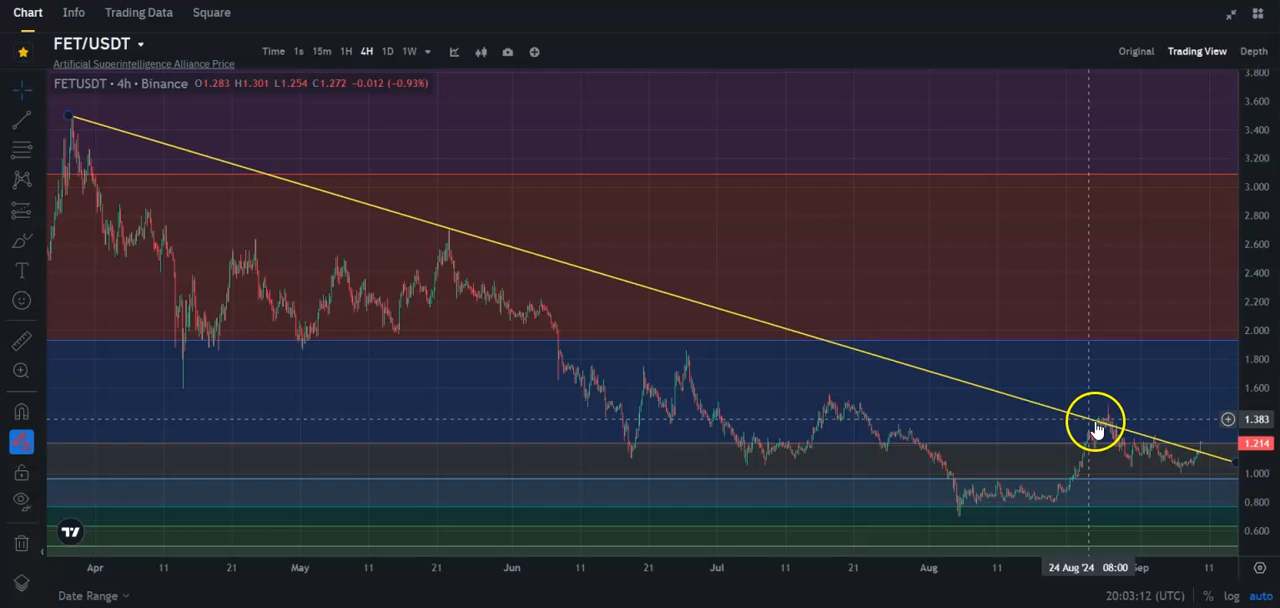 Chart Info Trading Data Square
FET/USDT
Time 1s 15m 1H 4H 1D 1W Original Trading View Depth
Artificial Superintelligence Alliance Price
FETUSDT • 4h • Binance O1.283 H1.301 L1.254 C1.272 -0.012 (-0.93%)
3.800
3.600
3.400
3.200
3.000
2.800
2.600
2.400
2.200
2.000
1.800
1.600
1.383
1.214
1.000
0.800
0.600
Apr 11 21 May 11 21 Jun 11 21 Jul 11 21 Aug 11 24 Aug '24 08:00 Sep 11
Date Range 20:03:12 (UTC) % log auto